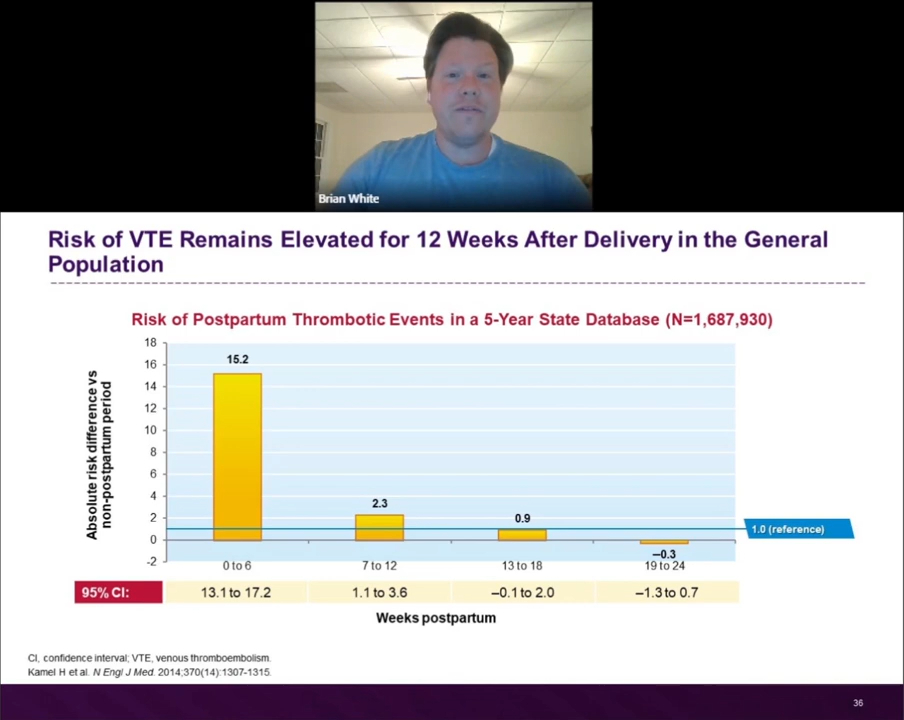 Brian White
Risk of VTE Remains Elevated for 12 Weeks After Delivery in the General
Population
Risk of Postpartum Thrombotic Events in a 5-Year State Database (N=1,687,930)
Absolute risk difference vs
non-postpartum period
18
16
14
12
10
8
6
4
2
0
-2
15.2
2.3
0.9
–0.3
1.0 (reference)
0 to 6
7 to 12
13 to 18
19 to 24
95% CI:
13.1 to 17.2
1.1 to 3.6
–0.1 to 2.0
–1.3 to 0.7
Weeks postpartum
CI, confidence interval; VTE, venous thromboembolism.
Kamel H et al. N Engl J Med. 2014;370(14):1307-1315.
36